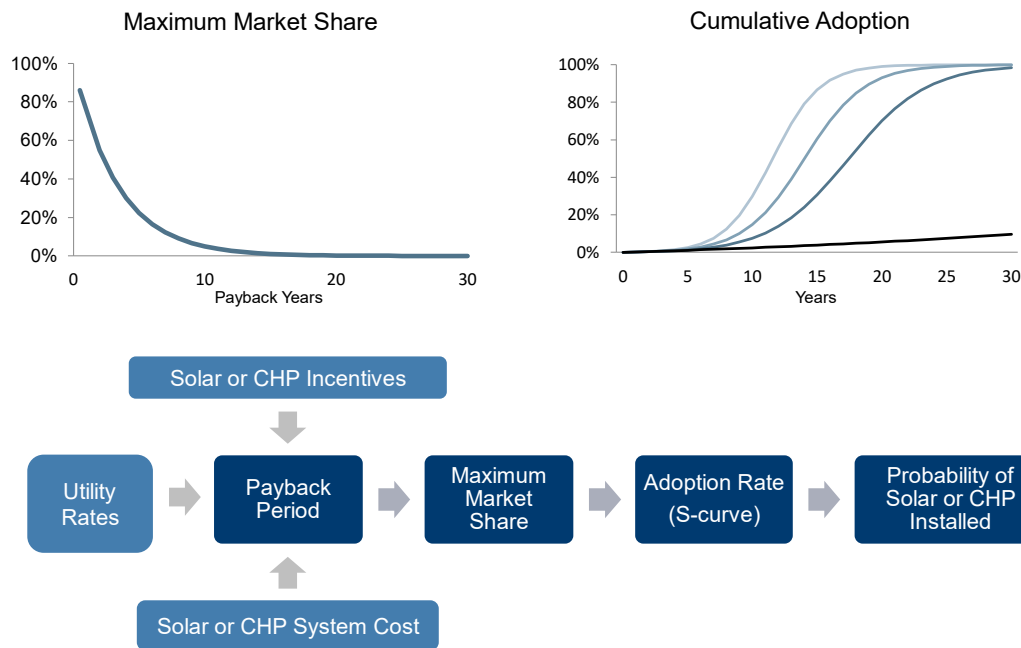 Maximum Market Share
100%
80%
60%
40%
20%
0%
0
10
20
30
Payback Years
Cumulative Adoption
100%
80%
60%
40%
20%
0%
0
5
10
15
20
25
30
Years
Solar or CHP Incentives
Utility
Rates
Payback
Period
Maximum
Market
Share
Adoption Rate
(S-curve)
Probability of
Solar or CHP
Installed
Solar or CHP System Cost